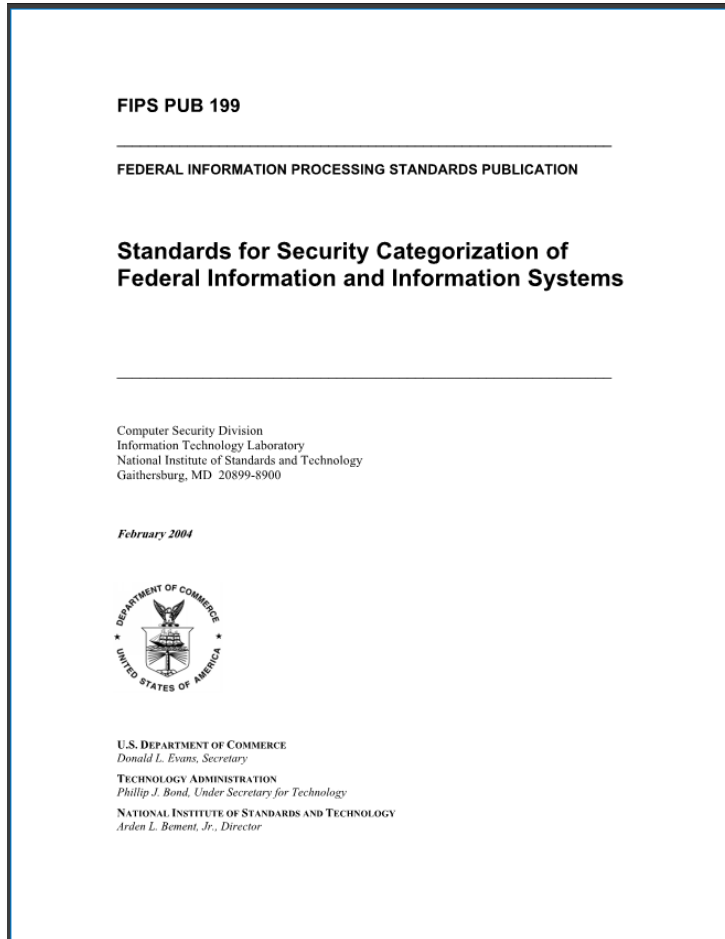 FIPS PUB 199
FEDERAL INFORMATION PROCESSING STANDARDS PUBLICATION
Standards for Security Categorization of
Federal Information and Information Systems
Computer Security Division
Information Technology Laboratory
National Institute of Standards and Technology
Gaithersburg, MD  20899-8900
February 2004
DEPARTMENT OF COMMERCE
UNITED STATES OF AMERICA
U.S. DEPARTMENT OF COMMERCE
Donald L. Evans, Secretary
TECHNOLOGY ADMINISTRATION
Phillip J. Bond, Under Secretary for Technology
NATIONAL INSTITUTE OF STANDARDS AND TECHNOLOGY
Arden L. Bement, Jr., Director